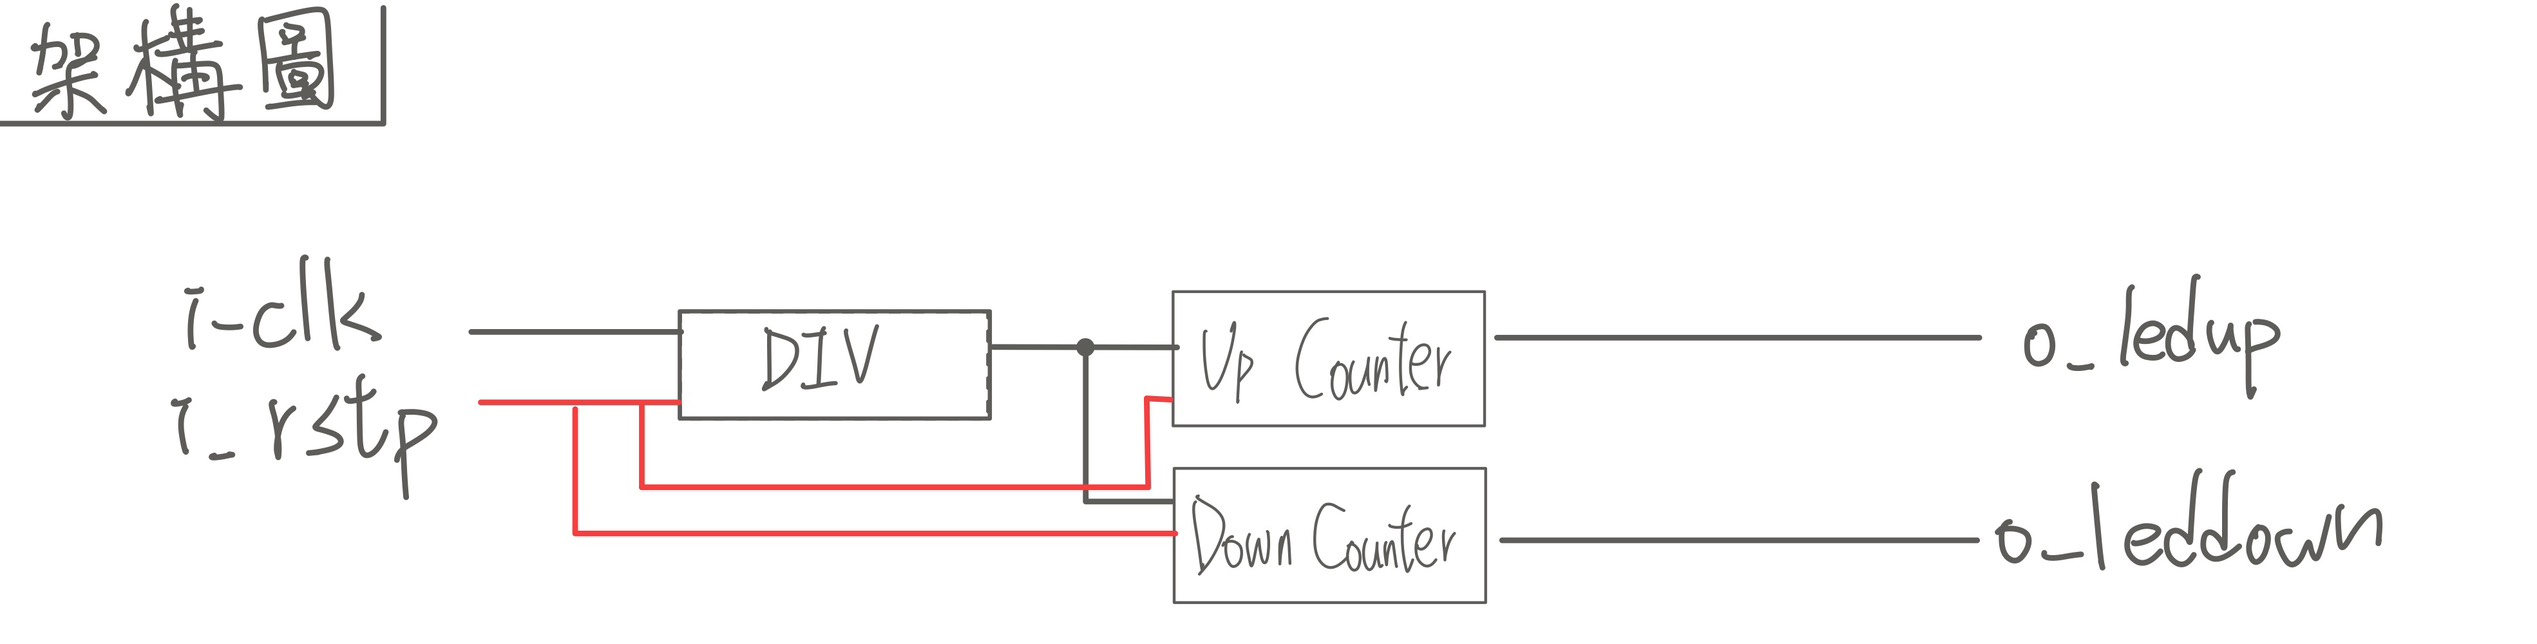 架構圖
i-clk
i_rstp
DIV
Up Counter
Down Counter
o_ledup
o_leddown